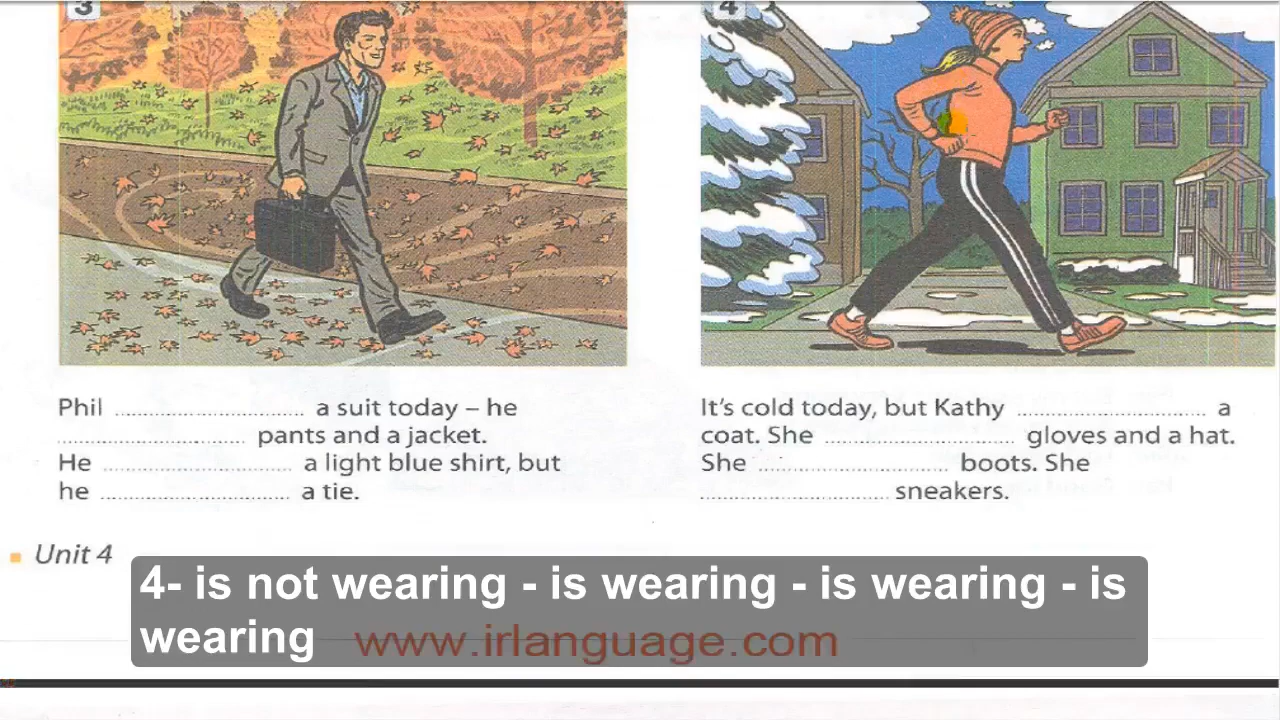 3
4
Phil ................................ a suit today – he
................................ pants and a jacket.
He ................................ a light blue shirt, but
he ................................ a tie.
It's cold today, but Kathy ................................ a
coat. She ................................ gloves and a hat.
She ................................ boots. She
................................ sneakers.
Unit 4
4- is not wearing - is wearing - is wearing - is
wearing
www.irlanguage.com